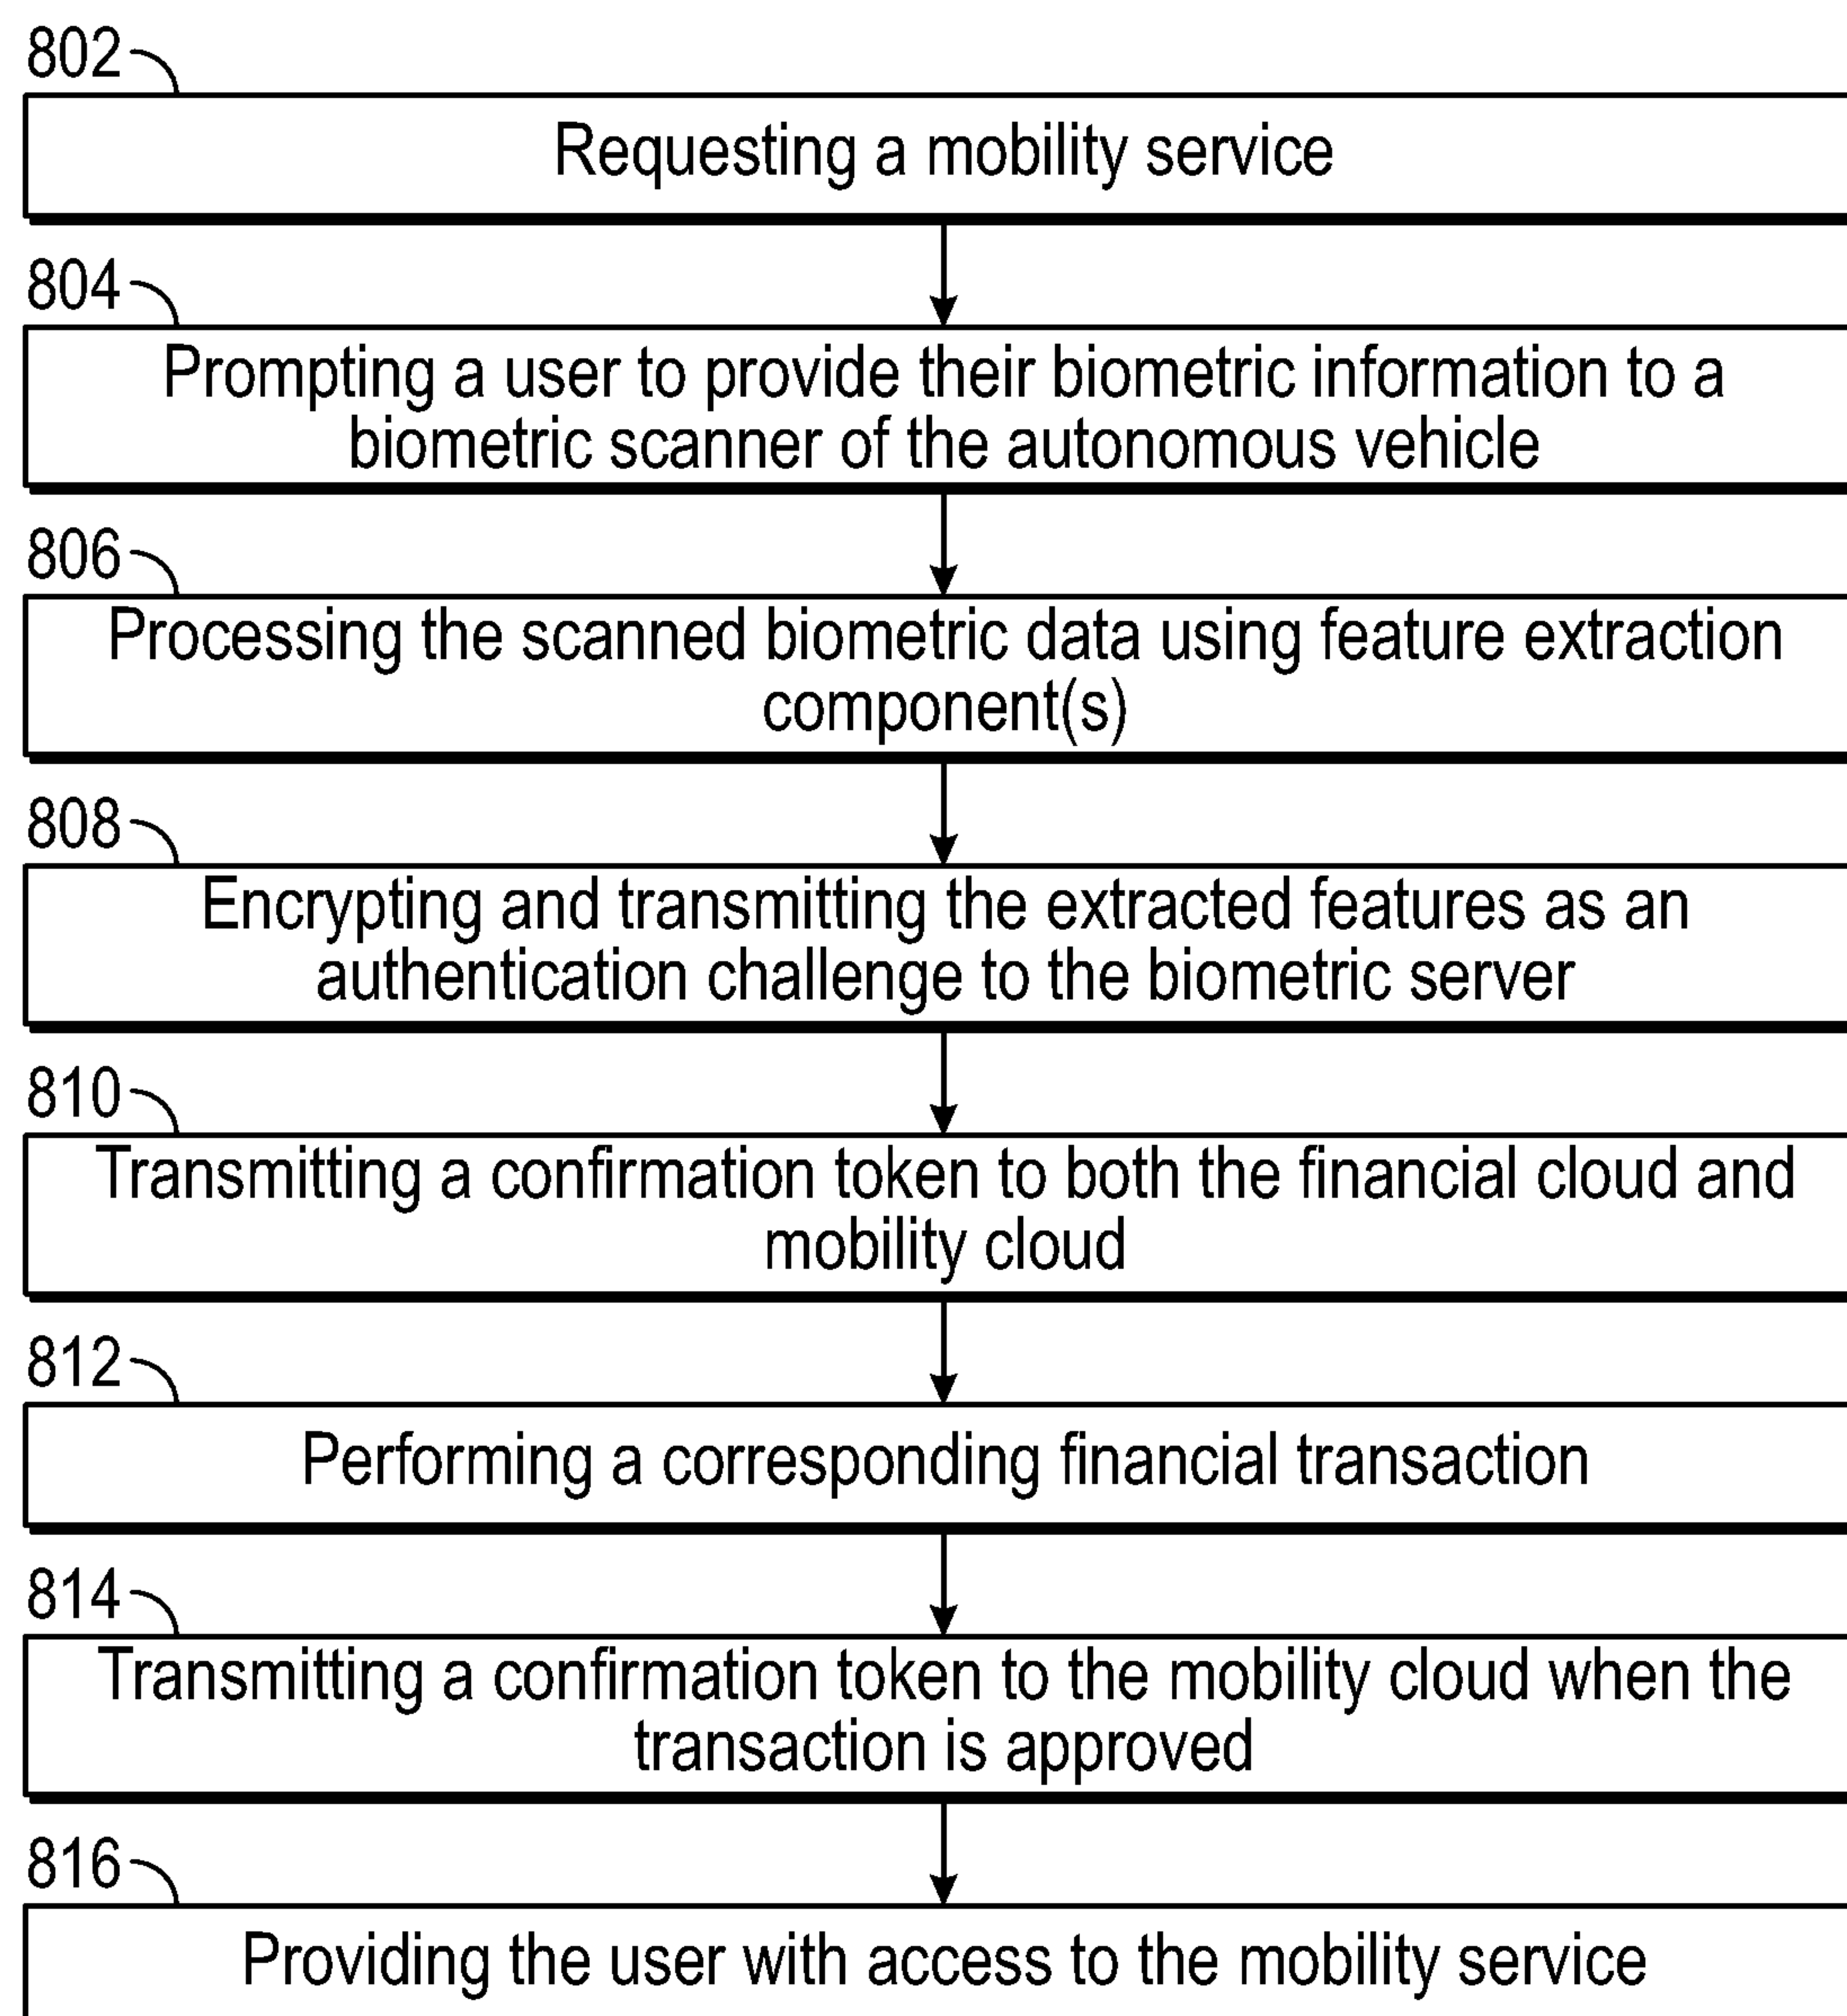 802
Requesting a mobility service
804
Prompting a user to provide their biometric information to a
biometric scanner of the autonomous vehicle
806
Processing the scanned biometric data using feature extraction
component(s)
808
Encrypting and transmitting the extracted features as an
authentication challenge to the biometric server
810
Transmitting a confirmation token to both the financial cloud and
mobility cloud
812
Performing a corresponding financial transaction
814
Transmitting a confirmation token to the mobility cloud when the
transaction is approved
816
Providing the user with access to the mobility service